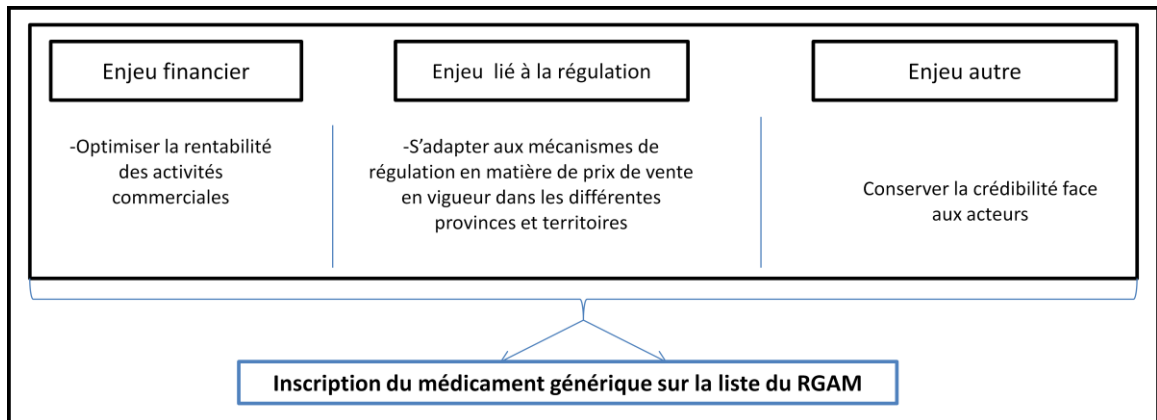 Enjeu financier
-Optimiser la rentabilité
des activités
commerciales
Enjeu lié à la régulation
-S’adapter aux mécanismes de
régulation en matière de prix de vente
en vigueur dans les différentes
provinces et territoires
Enjeu autre
Conserver la crédibilité face
aux acteurs
Inscription du médicament générique sur la liste du RGAM